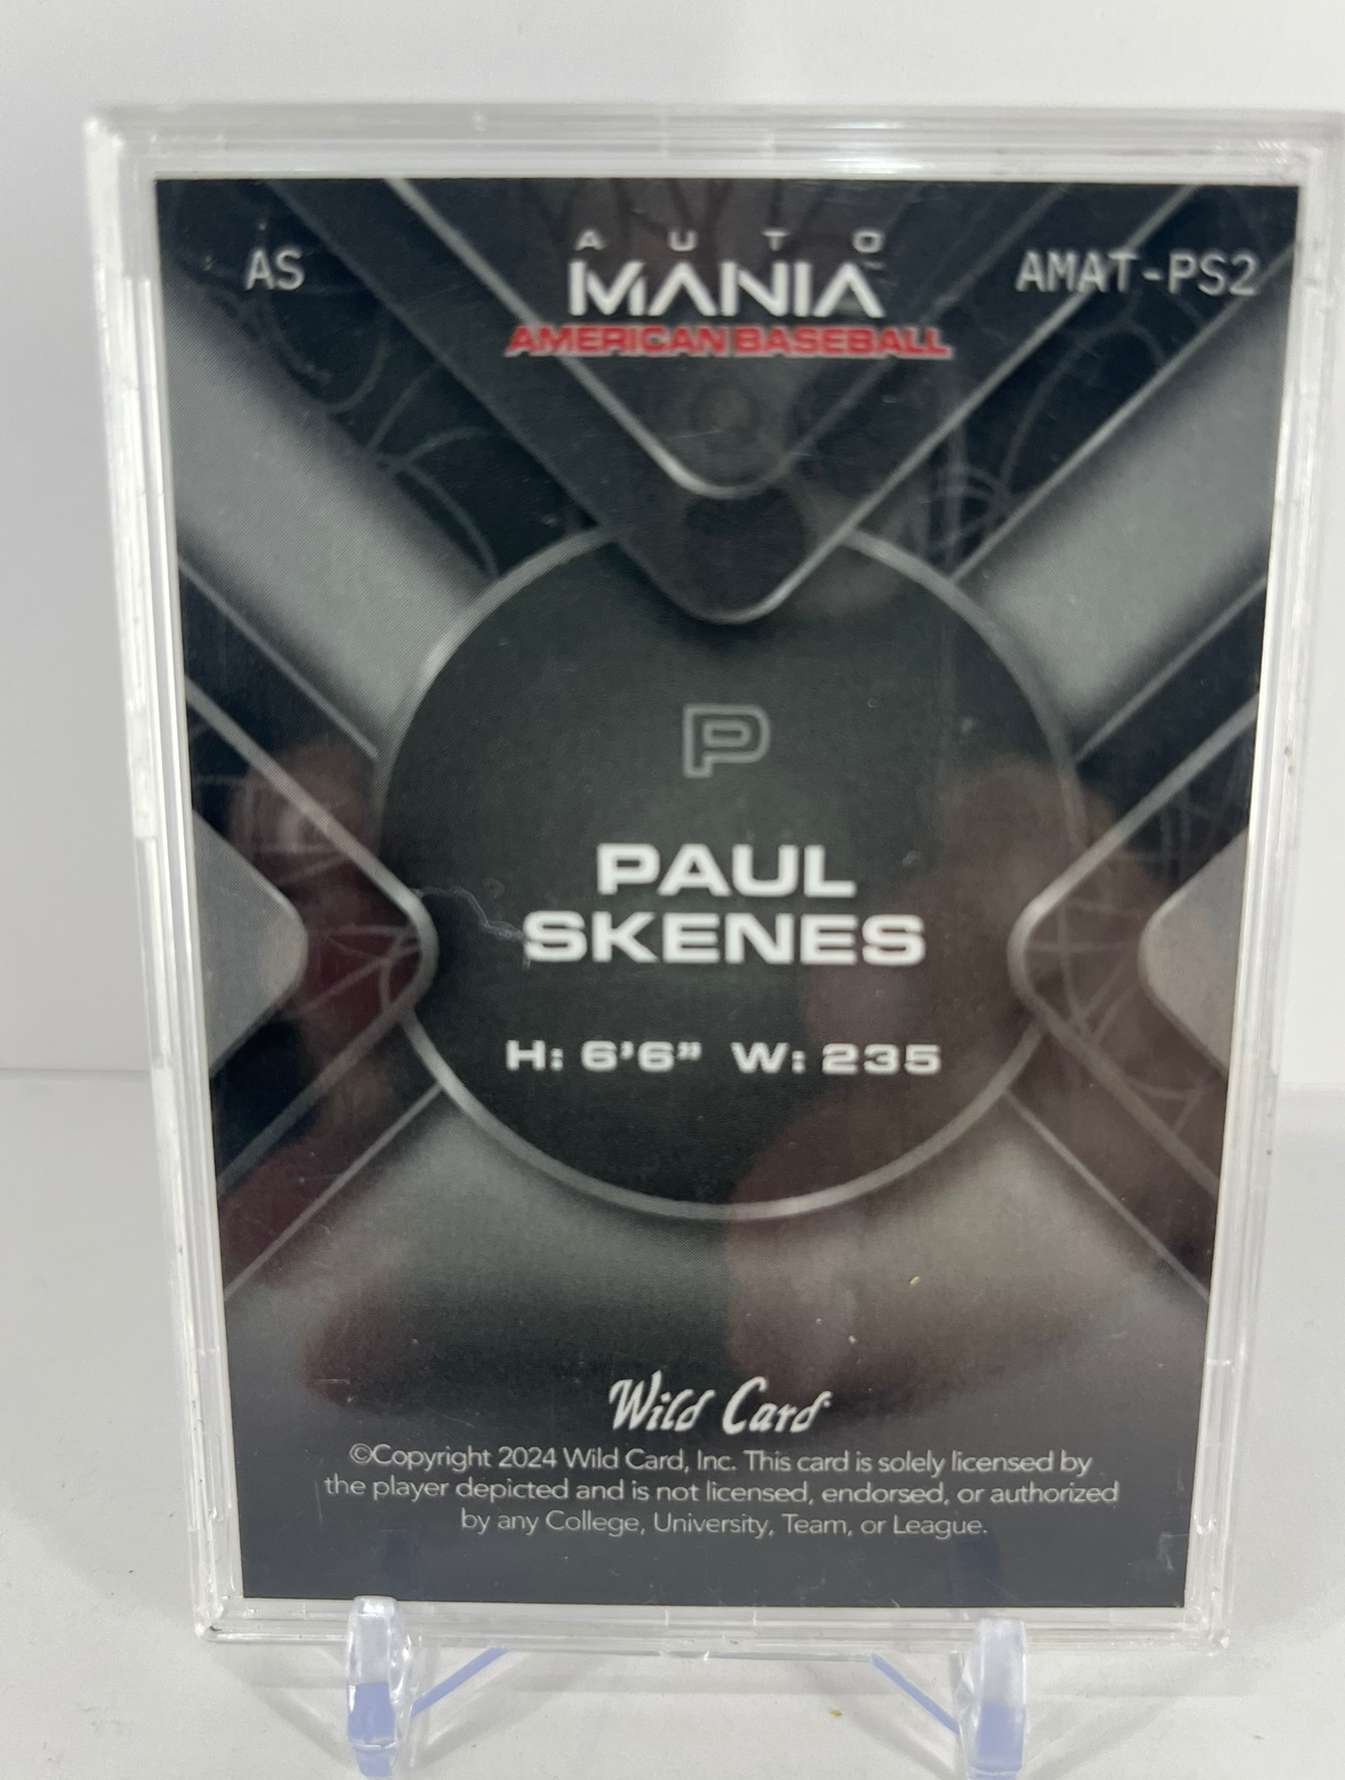 AS
AUTO
MANIA™
AMAT-PS2
AMERICAN BASEBALL
P
PAUL
SKENES
H: 6'6" W: 235
Wild Card
©Copyright 2024 Wild Card, Inc. This card is solely licensed by
the player depicted and is not licensed, endorsed, or authorized
by any College, University, Team, or League.